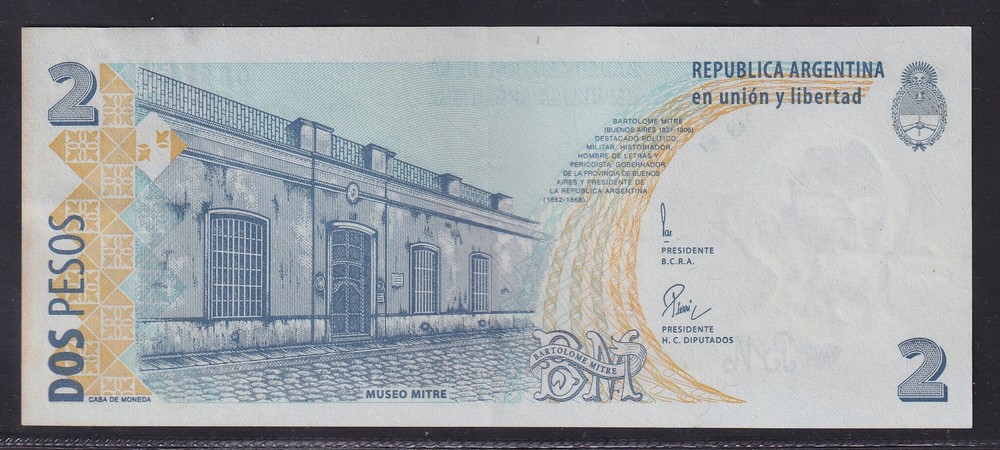 2
REPUBLICA ARGENTINA
en unión y libertad
BARTOLOME MITRE
(BUENOS AIRES 1821-1906)
DESTACADO POLITICO,
MILITAR, HISTORIADOR,
HOMBRE DE LETRAS Y
PERIODISTA, GOBERNADOR
DE LA PROVINCIA DE BUENOS
AIRES Y PRESIDENTE DE
LA REPUBLICA ARGENTINA
(1862-1868)
PRESIDENTE
B.C.R.A.
PRESIDENTE
H. C. DIPUTADOS
DOS PESOS
BM
BARTOLOME MITRE
MUSEO MITRE
CASA DE MONEDA
2